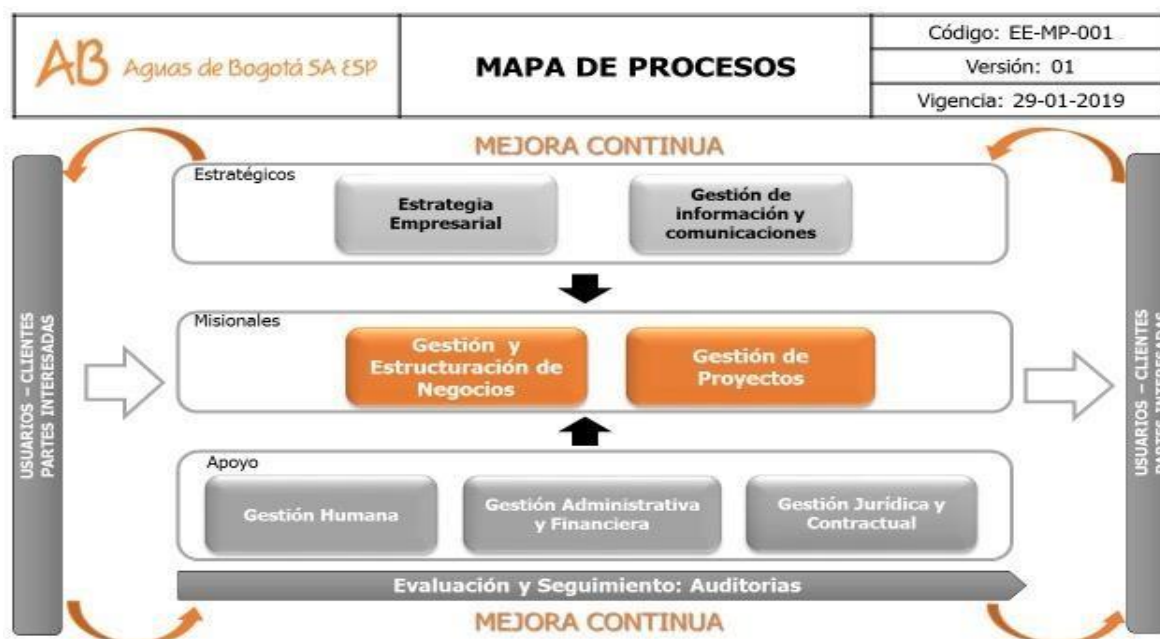 AB Aguas de Bogotá SA ESP
MAPA DE PROCESOS
Código: EE-MP-001
Versión: 01
Vigencia: 29-01-2019
MEJORA CONTINUA
Estratégicos
Estrategia
Empresarial
Gestión de
información y
comunicaciones
USUARIOS – CLIENTES
PARTES INTERESADAS
Misionales
Gestión y
Estructuración de
Negocios
Gestión de
Proyectos
USUARIOS – CLIENTES
PARTES INTERESADAS
Apoyo
Gestión Humana
Gestión Administrativa
y Financiera
Gestión Jurídica y
Contractual
Evaluación y Seguimiento: Auditorias
MEJORA CONTINUA